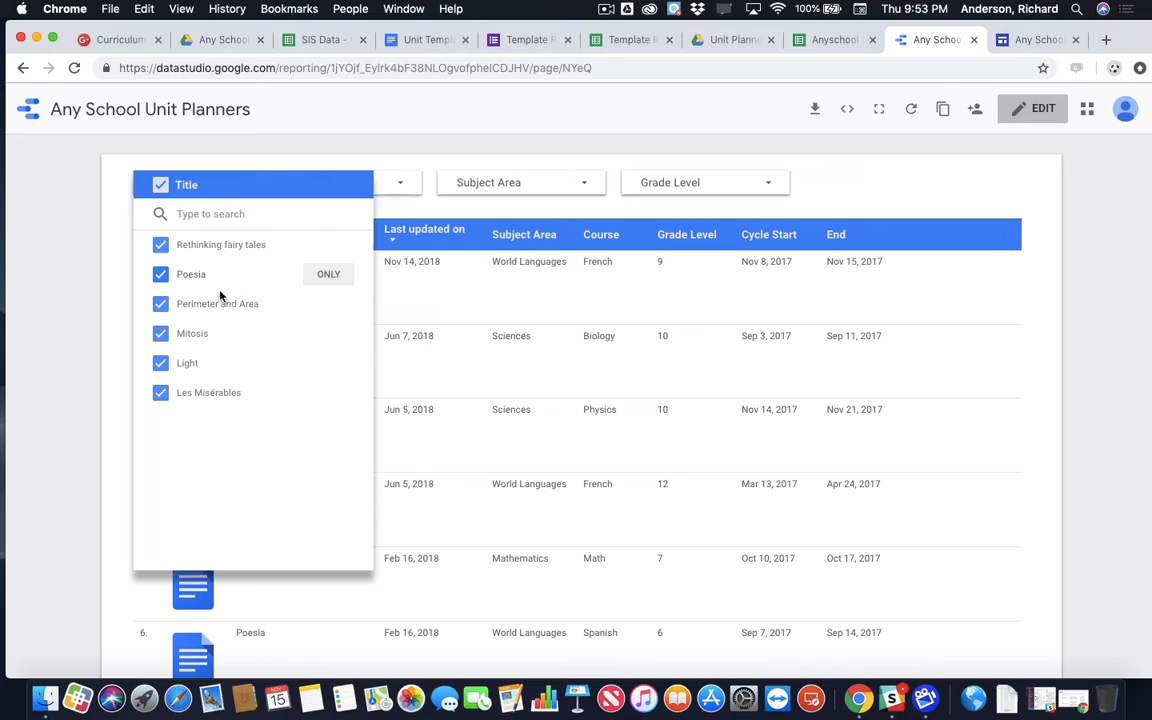 Chrome File Edit View History Bookmarks People Window Help 100% Thu 9:53 PM Anderson, Richard
Curriculum Any School SIS Data - Unit Templ Template R Template R Unit Planne Anyschool Any Schoo Any School
https://datastudio.google.com/reporting/1jYOjf_Eylrk4bF38NLOgvofpheICDJHV/page/NYeQ
Any School Unit Planners EDIT
Title Subject Area Grade Level
Type to search
Last updated on Subject Area Course Grade Level Cycle Start End
Rethinking fairy tales
Nov 14, 2018 World Languages French 9 Nov 8, 2017 Nov 15, 2017
Poesia ONLY
Perimeter and Area
Mitosis
Jun 7, 2018 Sciences Biology 10 Sep 3, 2017 Sep 11, 2017
Light
Les Misérables
Jun 5, 2018 Sciences Physics 10 Nov 14, 2017 Nov 21, 2017
Jun 5, 2018 World Languages French 12 Mar 13, 2017 Apr 24, 2017
Feb 16, 2018 Mathematics Math 7 Oct 10, 2017 Oct 17, 2017
6. Poesia Feb 16, 2018 World Languages Spanish 6 Sep 7, 2017 Sep 14, 2017
NOV
15